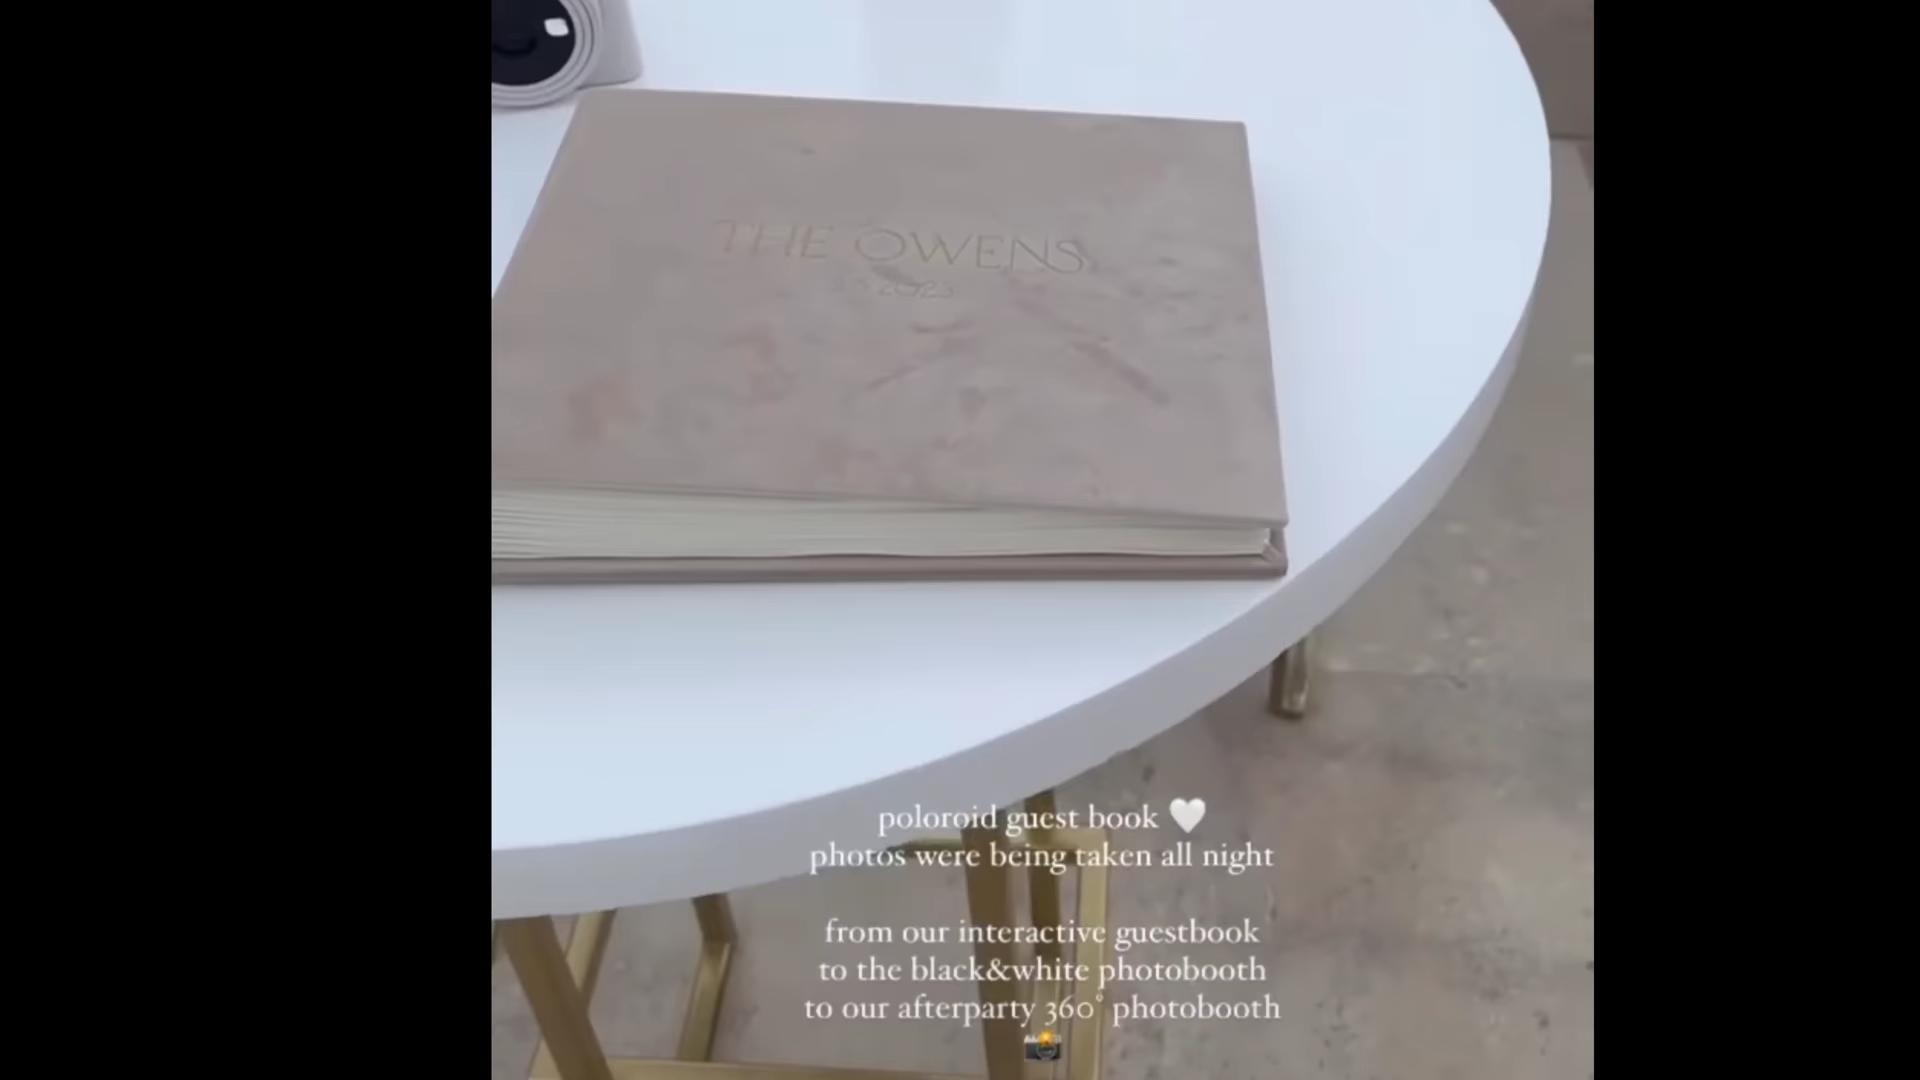 THE OWENS
2023
poloroid guest book 🤍
photos were being taken all night
from our interactive guestbook
to the black&white photobooth
to our afterparty 360° photobooth
📸